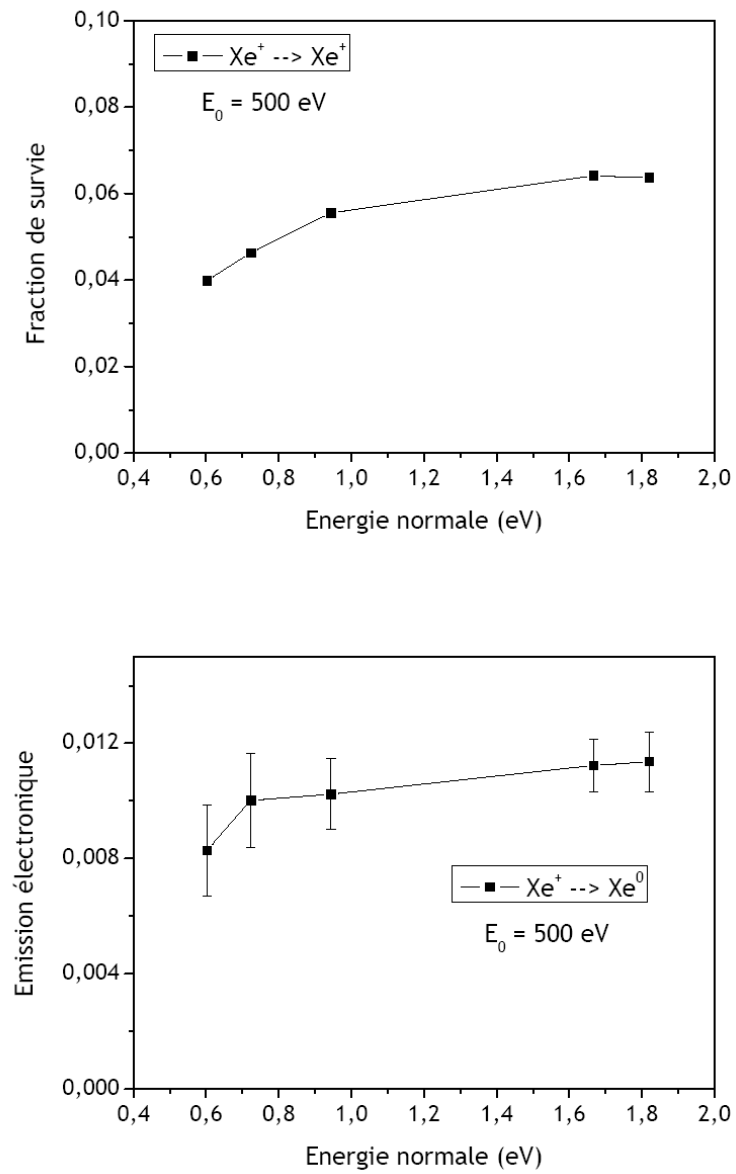 0,10
Xe⁺ --> Xe⁺
0,08
E₀ = 500 eV
0,06
0,04
0,02
0,00
Fraction de survie
0,4 0,6 0,8 1,0 1,2 1,4 1,6 1,8 2,0
Energie normale (eV)
0,012
0,008
Xe⁺ --> Xe⁰
E₀ = 500 eV
0,004
0,000
Emission électronique
0,4 0,6 0,8 1,0 1,2 1,4 1,6 1,8 2,0
Energie normale (eV)